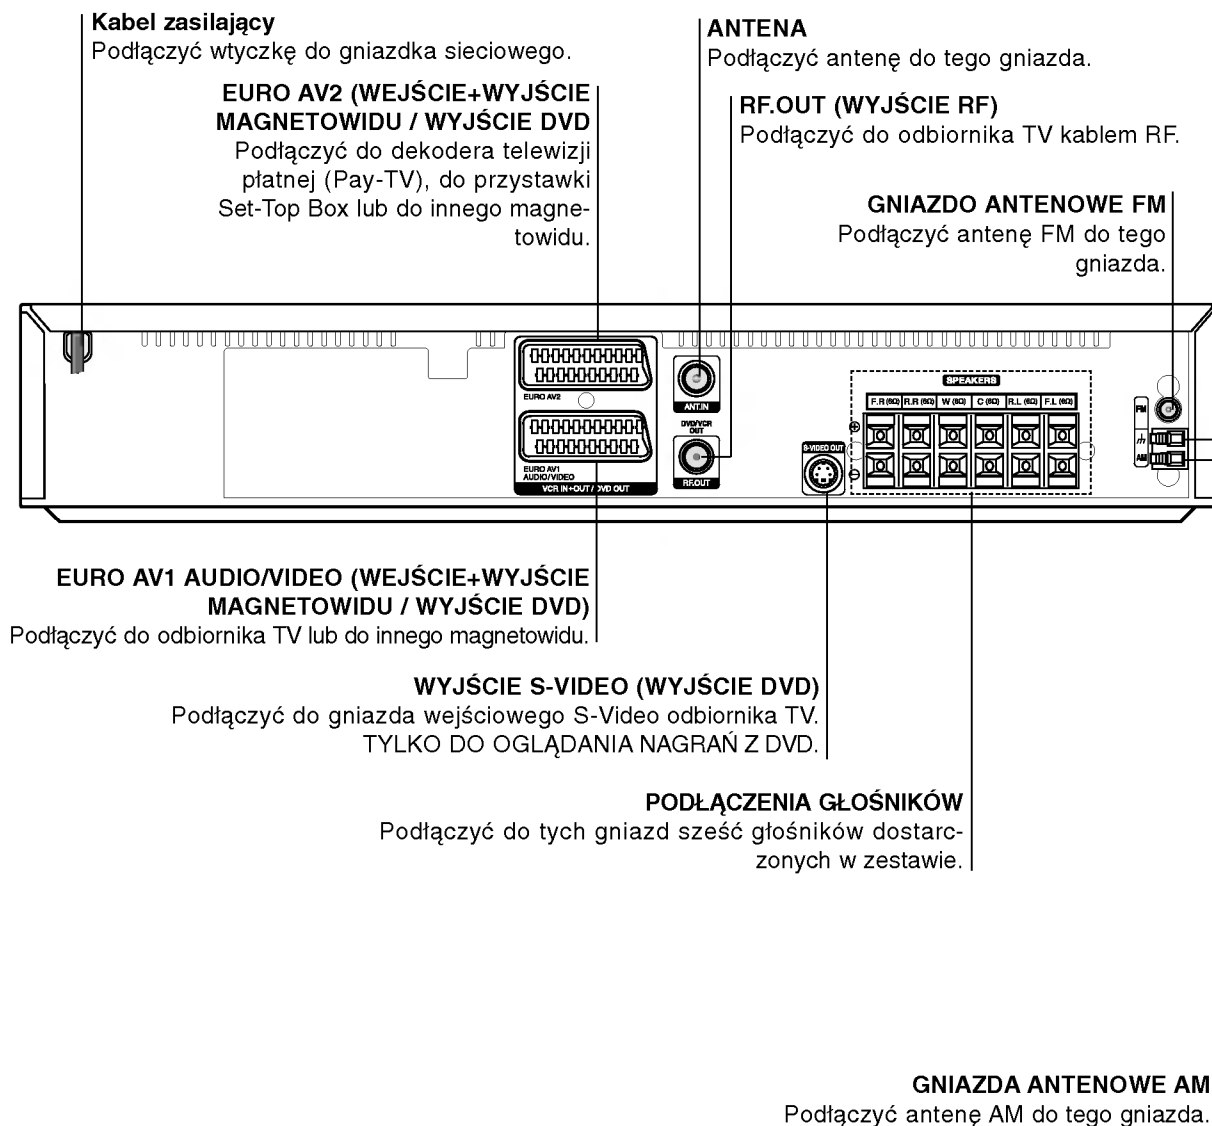 Kabel zasilający
Podłączyć wtyczkę do gniazdka sieciowego.
ANTENA
Podłączyć antenę do tego gniazda.
EURO AV2 (WEJŚCIE+WYJŚCIE
MAGNETOWIDU / WYJŚCIE DVD
Podłączyć do dekodera telewizji
płatnej (Pay-TV), do przystawki
Set-Top Box lub do innego magne-
towidu.
RF.OUT (WYJŚCIE RF)
Podłączyć do odbiornika TV kablem RF.
GNIAZDO ANTENOWE FM
Podłączyć antenę FM do tego
gniazda.
EURO AV2
EURO AV1
AUDIO/VIDEO
VCR IN+OUT / DVD OUT
ANT.IN
DVD/VCR
OUT
RF.OUT
S-VIDEO OUT
SPEAKERS
F.R (6Ω) R.R (6Ω) W (6Ω) C (6Ω) R.L (6Ω) F.L (6Ω)
FM
AM
EURO AV1 AUDIO/VIDEO (WEJŚCIE+WYJŚCIE
MAGNETOWIDU / WYJŚCIE DVD)
Podłączyć do odbiornika TV lub do innego magnetowidu.
WYJŚCIE S-VIDEO (WYJŚCIE DVD)
Podłączyć do gniazda wejściowego S-Video odbiornika TV.
TYLKO DO OGLĄDANIA NAGRAŃ Z DVD.
PODŁĄCZENIA GŁOŚNIKÓW
Podłączyć do tych gniazd sześć głośników dostarc-
zonych w zestawie.
GNIAZDA ANTENOWE AM
Podłączyć antenę AM do tego gniazda.